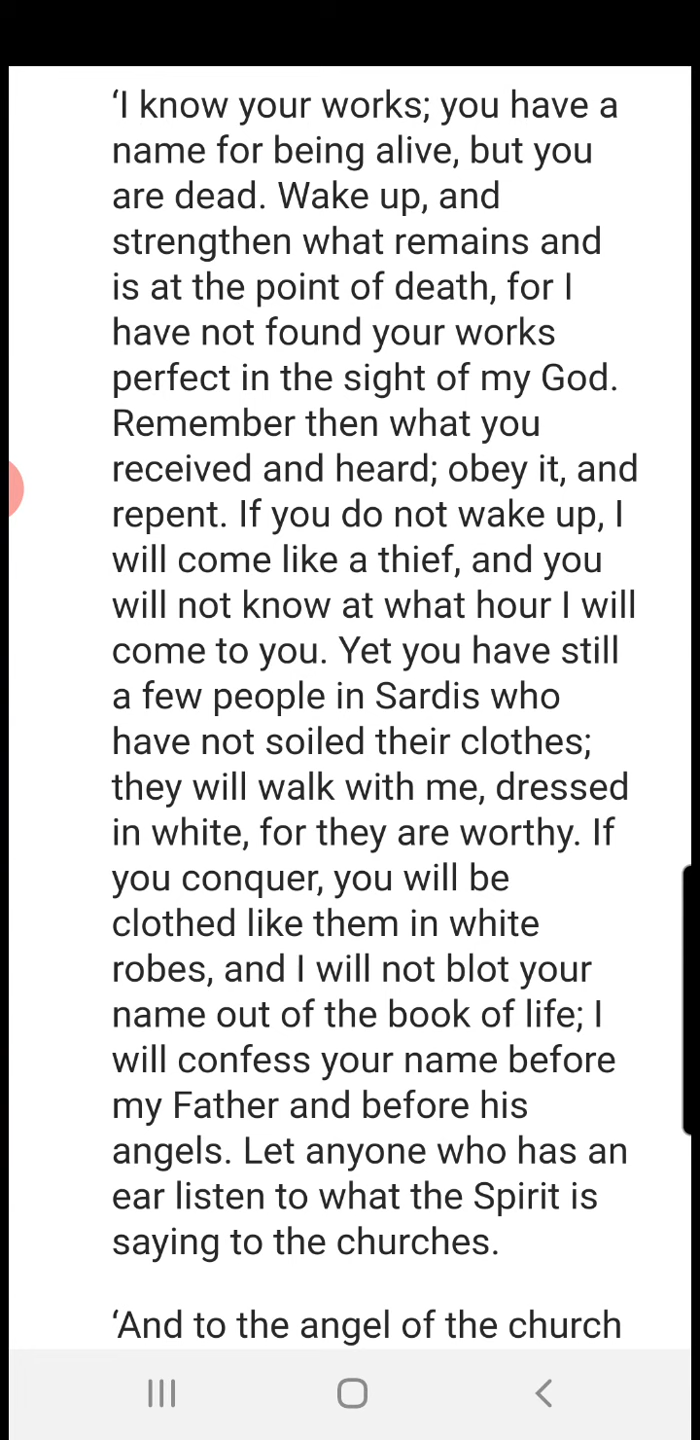 ‘I know your works; you have a
name for being alive, but you
are dead. Wake up, and
strengthen what remains and
is at the point of death, for I
have not found your works
perfect in the sight of my God.
Remember then what you
received and heard; obey it, and
repent. If you do not wake up, I
will come like a thief, and you
will not know at what hour I will
come to you. Yet you have still
a few people in Sardis who
have not soiled their clothes;
they will walk with me, dressed
in white, for they are worthy. If
you conquer, you will be
clothed like them in white
robes, and I will not blot your
name out of the book of life; I
will confess your name before
my Father and before his
angels. Let anyone who has an
ear listen to what the Spirit is
saying to the churches.
‘And to the angel of the church